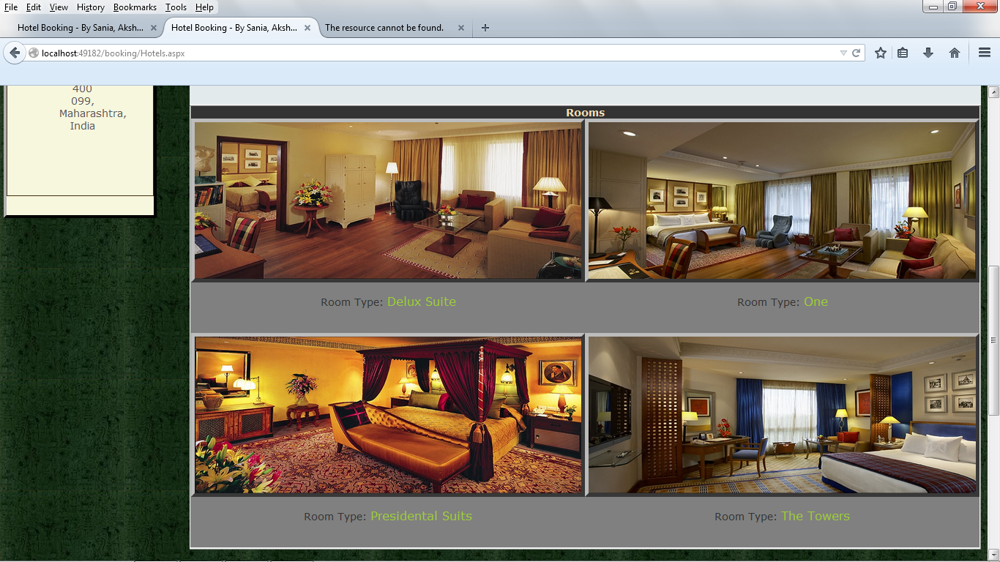 File Edit View History Bookmarks Tools Help
Hotel Booking - By Sania, Aksh... Hotel Booking - By Sania, Aksh... The resource cannot be found.
localhost:49182/booking/Hotels.aspx
400
099,
Maharashtra,
India
Rooms
Room Type: Delux Suite
Room Type: One
Room Type: Presidental Suits
Room Type: The Towers